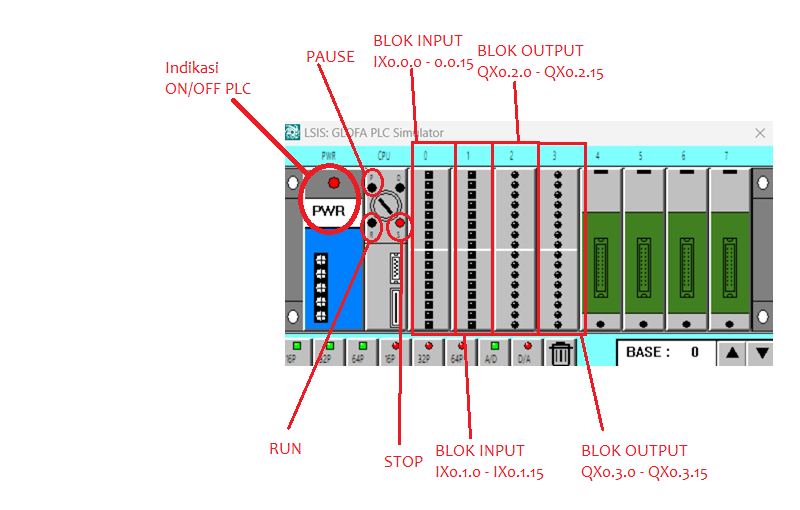 BLOK INPUT
IX0.0.0 - 0.0.15
BLOK OUTPUT
QX0.2.0 - QX0.2.15
PAUSE
Indikasi
ON/OFF PLC
LSIS: GLOFA PLC Simulator
PWR CPU 0 1 2 3 4 5 6 7
P D
PWR
R S
16P 32P 64P 16P 32P 64P A/D D/A
BASE : 0
RUN
STOP
BLOK INPUT
IX0.1.0 - IX0.1.15
BLOK OUTPUT
QX0.3.0 - QX0.3.15